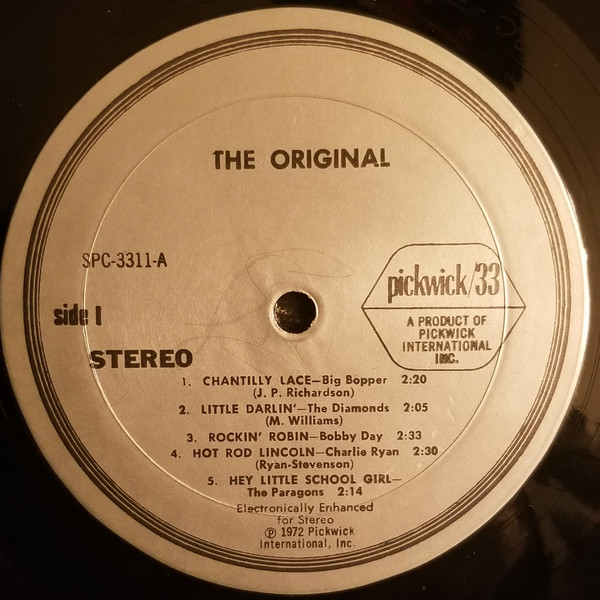 THE ORIGINAL
SPC-3311-A
pickwick/33
side 1
A PRODUCT OF
PICKWICK
INTERNATIONAL
INC.
STEREO
1. CHANTILLY LACE—Big Bopper 2:20
(J. P. Richardson)
2. LITTLE DARLIN'—The Diamonds 2:05
(M. Williams)
3. ROCKIN' ROBIN—Bobby Day 2:33
4. HOT ROD LINCOLN—Charlie Ryan 2:30
(Ryan-Stevenson)
5. HEY LITTLE SCHOOL GIRL—
The Paragons 2:14
Electronically Enhanced
for Stereo
Ⓟ 1972 Pickwick
International, Inc.